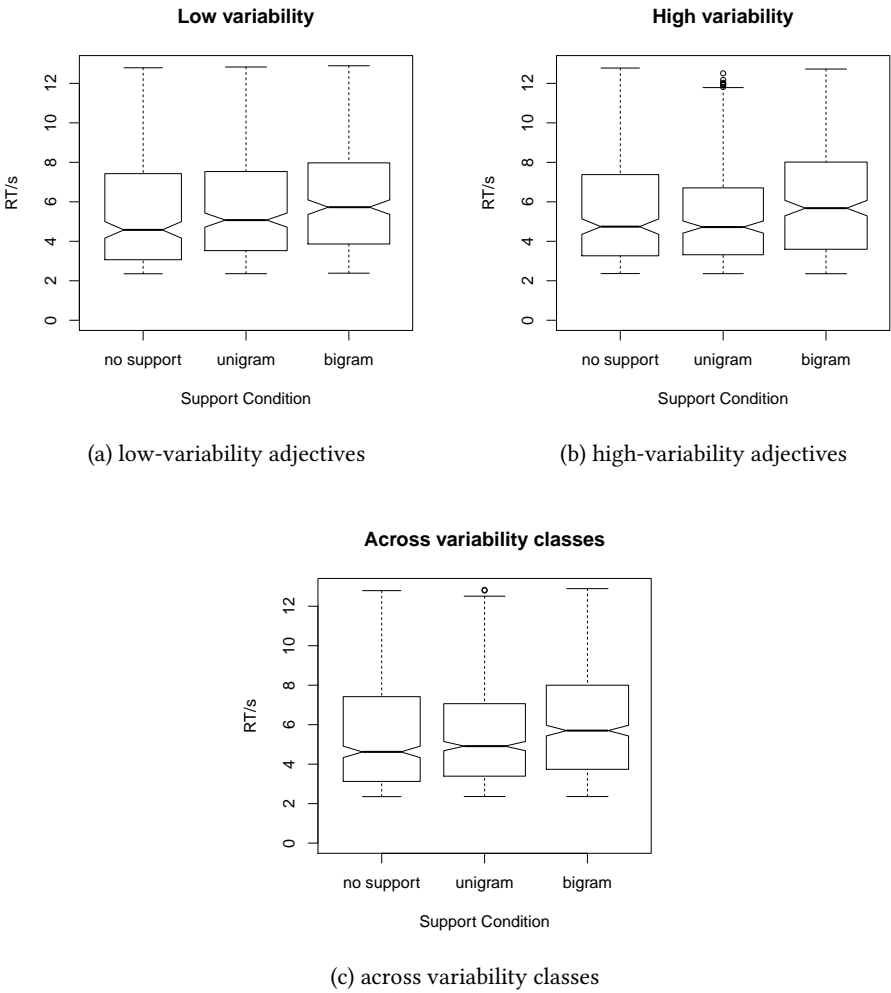 Low variability
RT/s
12
10
8
6
4
2
0
no support unigram bigram
Support Condition
(a) low-variability adjectives
High variability
RT/s
12
10
8
6
4
2
0
no support unigram bigram
Support Condition
(b) high-variability adjectives
Across variability classes
RT/s
12
10
8
6
4
2
0
no support unigram bigram
Support Condition
(c) across variability classes